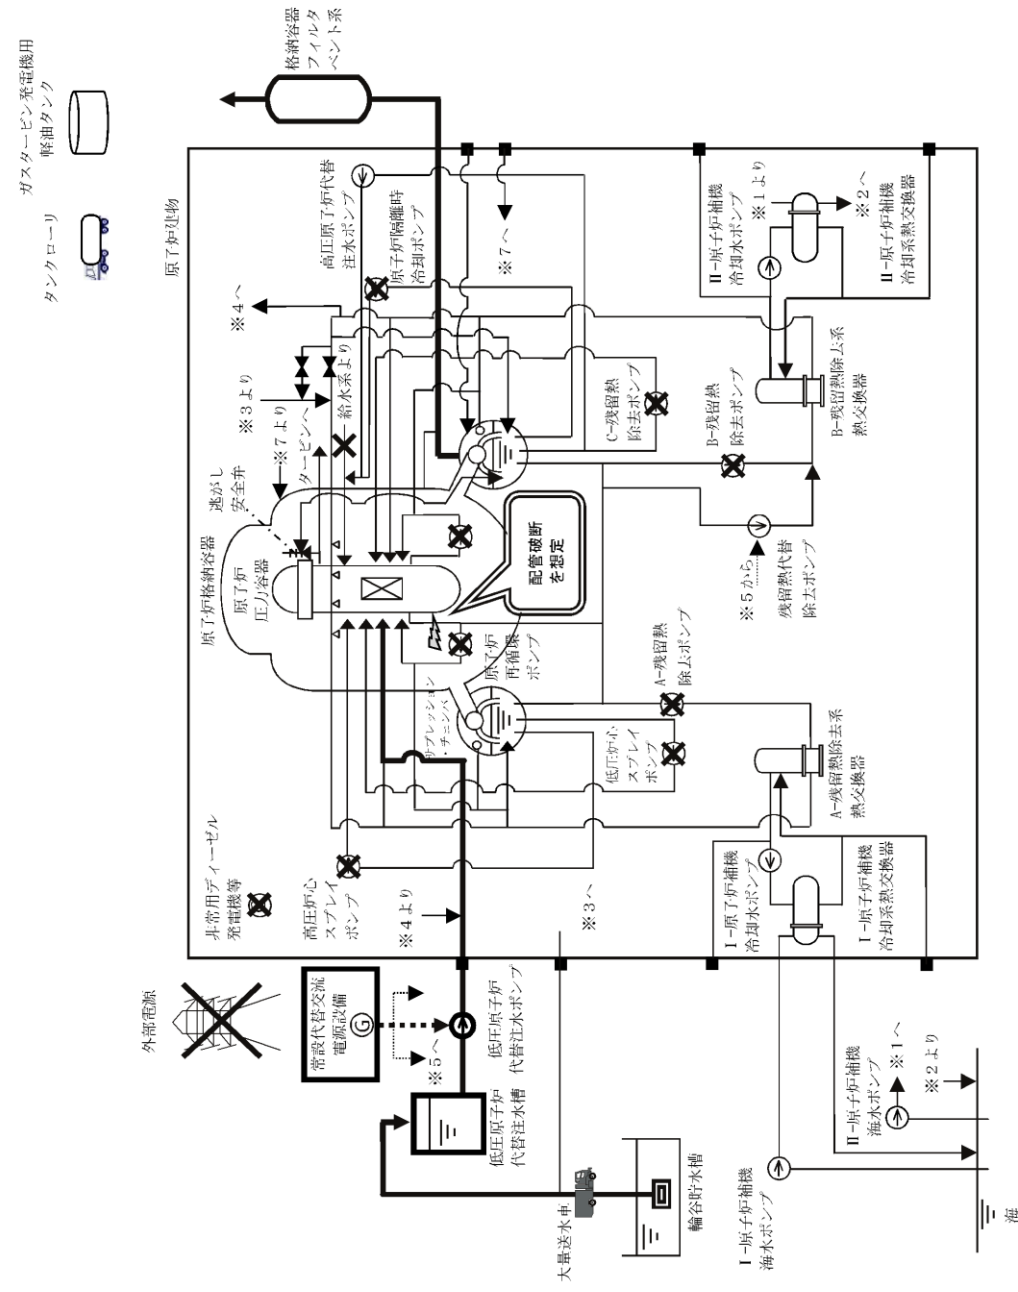 ガスタービン発電機用
軽油タンク
タンクローリ
外部電源
原子炉建物
非常用ディーゼル
発電機等
原子炉格納容器
逃がし
安全弁
※3より
※7より
※4へ
格納容器
フィルタ
ベント系
常設代替交流
電源設備
G
高圧炉心
スプレイ
ポンプ
原子炉
圧力容器
タービンへ
給水系より
高圧原子炉代替
注水ポンプ
原子炉隔離時
冷却ポンプ
※5へ
※4より
サプレッション
・チェンバ
低圧原子炉
代替注水槽
低圧原子炉
代替注水ポンプ
原子炉
再循環
ポンプ
配管破断
を想定
※7へ
大量送水車
※3へ
低圧炉心
スプレイ
ポンプ
A-残留熱
除去ポンプ
C-残留熱
除去ポンプ
B-残留熱
除去ポンプ
輪谷貯水槽
Ⅰ-原子炉補機
冷却水ポンプ
※5から
残留熱代替
除去ポンプ
Ⅱ-原子炉補機
冷却水ポンプ
※1より
※2へ
Ⅰ-原子炉補機
海水ポンプ
A-残留熱除去系
熱交換器
B-残留熱除去系
熱交換器
Ⅰ-原子炉補機
冷却系熱交換器
Ⅱ-原子炉補機
冷却系熱交換器
Ⅱ-原子炉補機
海水ポンプ
※1へ
※2より
海